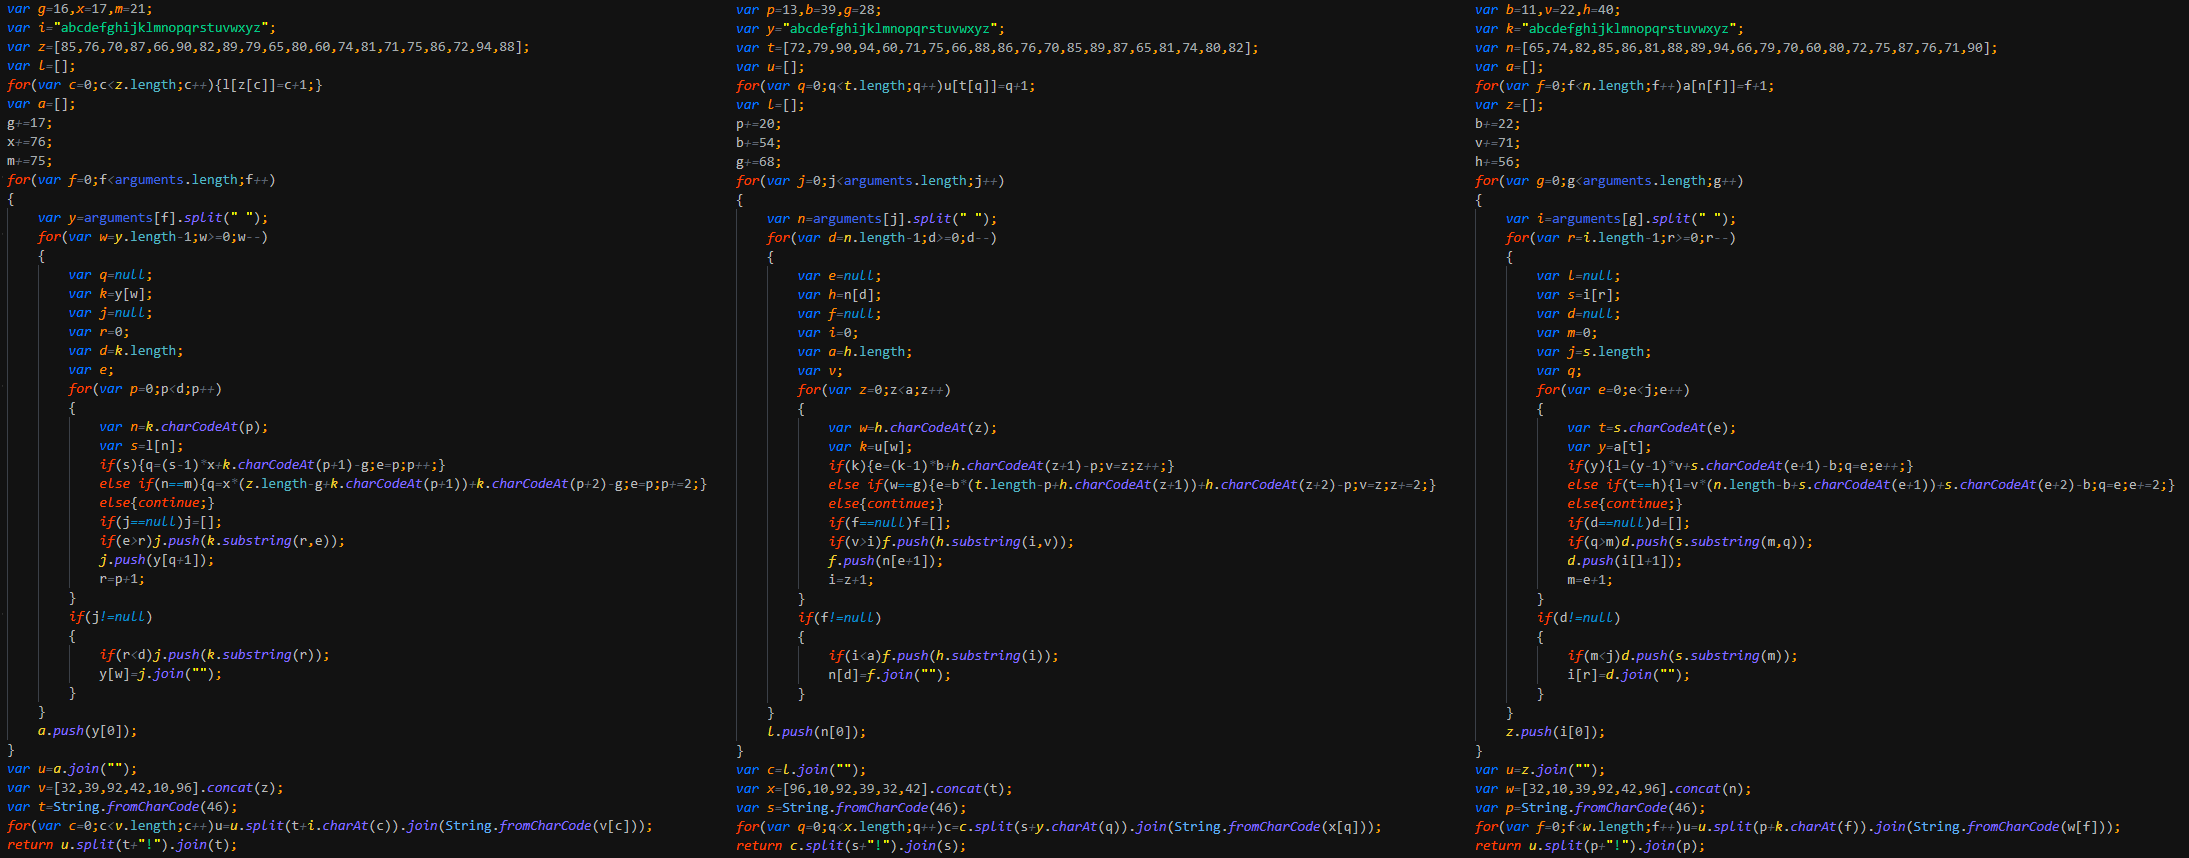 var g=16,x=17,m=21;
var i="abcdefghijklmnopqrstuvwxyz";
var z=[85,76,70,87,66,90,82,89,79,65,80,60,74,81,71,75,86,72,94,88];
var l=[];
for(var c=0;c<z.length;c++){l[z[c]]=c+1;}
var a=[];
g+=17;
x+=76;
m+=75;
for(var f=0;f<arguments.length;f++)
{
var y=arguments[f].split(" ");
for(var w=y.length-1;w>=0;w--)
{
var q=null;
var k=y[w];
var j=null;
var r=0;
var d=k.length;
var e;
for(var p=0;p<d;p++)
{
var n=k.charCodeAt(p);
var s=l[n];
if(s){q=(s-1)*x+k.charCodeAt(p+1)-g;e=p;p++;}
else if(n==m){q=x*(z.length-g+k.charCodeAt(p+1))+k.charCodeAt(p+2)-g;e=p;p+=2;}
else{continue;}
if(j==null)j=[];
if(e>r)j.push(k.substring(r,e));
j.push(y[q+1]);
r=p+1;
}
if(j!=null)
{
if(r<d)j.push(k.substring(r));
y[w]=j.join("");
}
}
a.push(y[0]);
}
var u=a.join("");
var v=[32,39,92,42,10,96].concat(z);
var t=String.fromCharCode(46);
for(var c=0;c<v.length;c++)u=u.split(t+i.charAt(c)).join(String.fromCharCode(v[c]));
return u.split(t+"!").join(t);
var p=13,b=39,g=28;
var y="abcdefghijklmnopqrstuvwxyz";
var t=[72,79,90,94,60,71,75,66,88,86,76,70,85,89,87,65,81,74,80,82];
var u=[];
for(var q=0;q<t.length;q++)u[t[q]]=q+1;
var l=[];
p+=20;
b+=54;
g+=68;
for(var j=0;j<arguments.length;j++)
{
var n=arguments[j].split(" ");
for(var d=n.length-1;d>=0;d--)
{
var e=null;
var h=n[d];
var f=null;
var i=0;
var a=h.length;
var v;
for(var z=0;z<a;z++)
{
var w=h.charCodeAt(z);
var k=u[w];
if(k){e=(k-1)*b+h.charCodeAt(z+1)-p;v=z;z++;}
else if(w==g){e=b*(t.length-p+h.charCodeAt(z+1))+h.charCodeAt(z+2)-p;v=z;z+=2;}
else{continue;}
if(f==null)f=[];
if(v>i)f.push(h.substring(i,v));
f.push(n[e+1]);
i=z+1;
}
if(f!=null)
{
if(i<a)f.push(h.substring(i));
n[d]=f.join("");
}
}
l.push(n[0]);
}
var c=l.join("");
var x=[96,10,92,39,32,42].concat(t);
var s=String.fromCharCode(46);
for(var q=0;q<x.length;q++)c=c.split(s+y.charAt(q)).join(String.fromCharCode(x[q]));
return c.split(s+"!").join(s);
var b=11,v=22,h=40;
var k="abcdefghijklmnopqrstuvwxyz";
var n=[65,74,82,85,86,81,88,89,94,66,79,70,60,80,72,75,87,76,71,90];
var a=[];
for(var f=0;f<n.length;f++)a[n[f]]=f+1;
var z=[];
b+=22;
v+=71;
h+=56;
for(var g=0;g<arguments.length;g++)
{
var i=arguments[g].split(" ");
for(var r=i.length-1;r>=0;r--)
{
var l=null;
var s=i[r];
var d=null;
var m=0;
var j=s.length;
var q;
for(var e=0;e<j;e++)
{
var t=s.charCodeAt(e);
var y=a[t];
if(y){l=(y-1)*v+s.charCodeAt(e+1)-b;q=e;e++;}
else if(t==h){l=v*(n.length-b+s.charCodeAt(e+1))+s.charCodeAt(e+2)-b;q=e;e+=2;}
else{continue;}
if(d==null)d=[];
if(q>m)d.push(s.substring(m,q));
d.push(i[l+1]);
m=e+1;
}
if(d!=null)
{
if(m<j)d.push(s.substring(m));
i[r]=d.join("");
}
}
z.push(i[0]);
}
var u=z.join("");
var w=[32,10,39,92,42,96].concat(n);
var p=String.fromCharCode(46);
for(var f=0;f<w.length;f++)u=u.split(p+k.charAt(f)).join(String.fromCharCode(w[f]));
return u.split(p+"!").join(p);